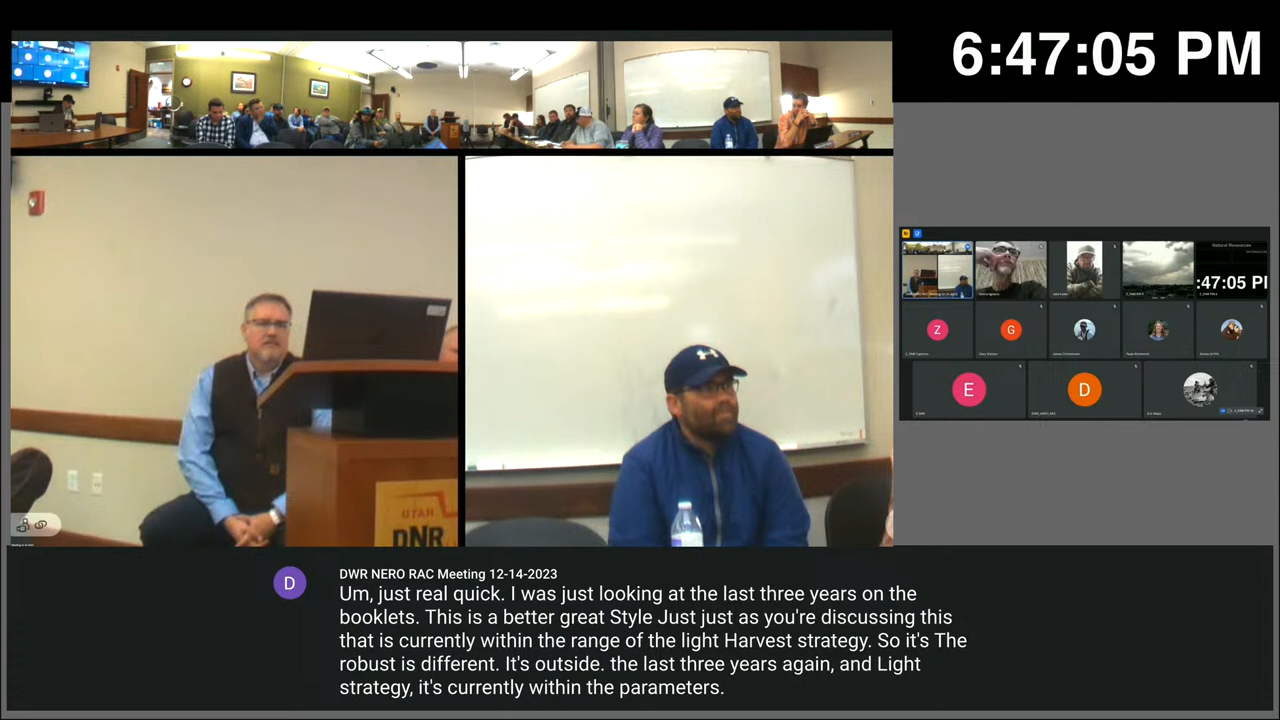 6:47:05 PM
Natural Resources
:47:05 PM
Z
G
E
D
UTAH
DNR
D
DWR NERO RAC Meeting 12-14-2023
Um, just real quick. I was just looking at the last three years on the
booklets. This is a better great Style Just just as you're discussing this
that is currently within the range of the light Harvest strategy. So it's The
robust is different. It's outside. the last three years again, and Light
strategy, it's currently within the parameters.